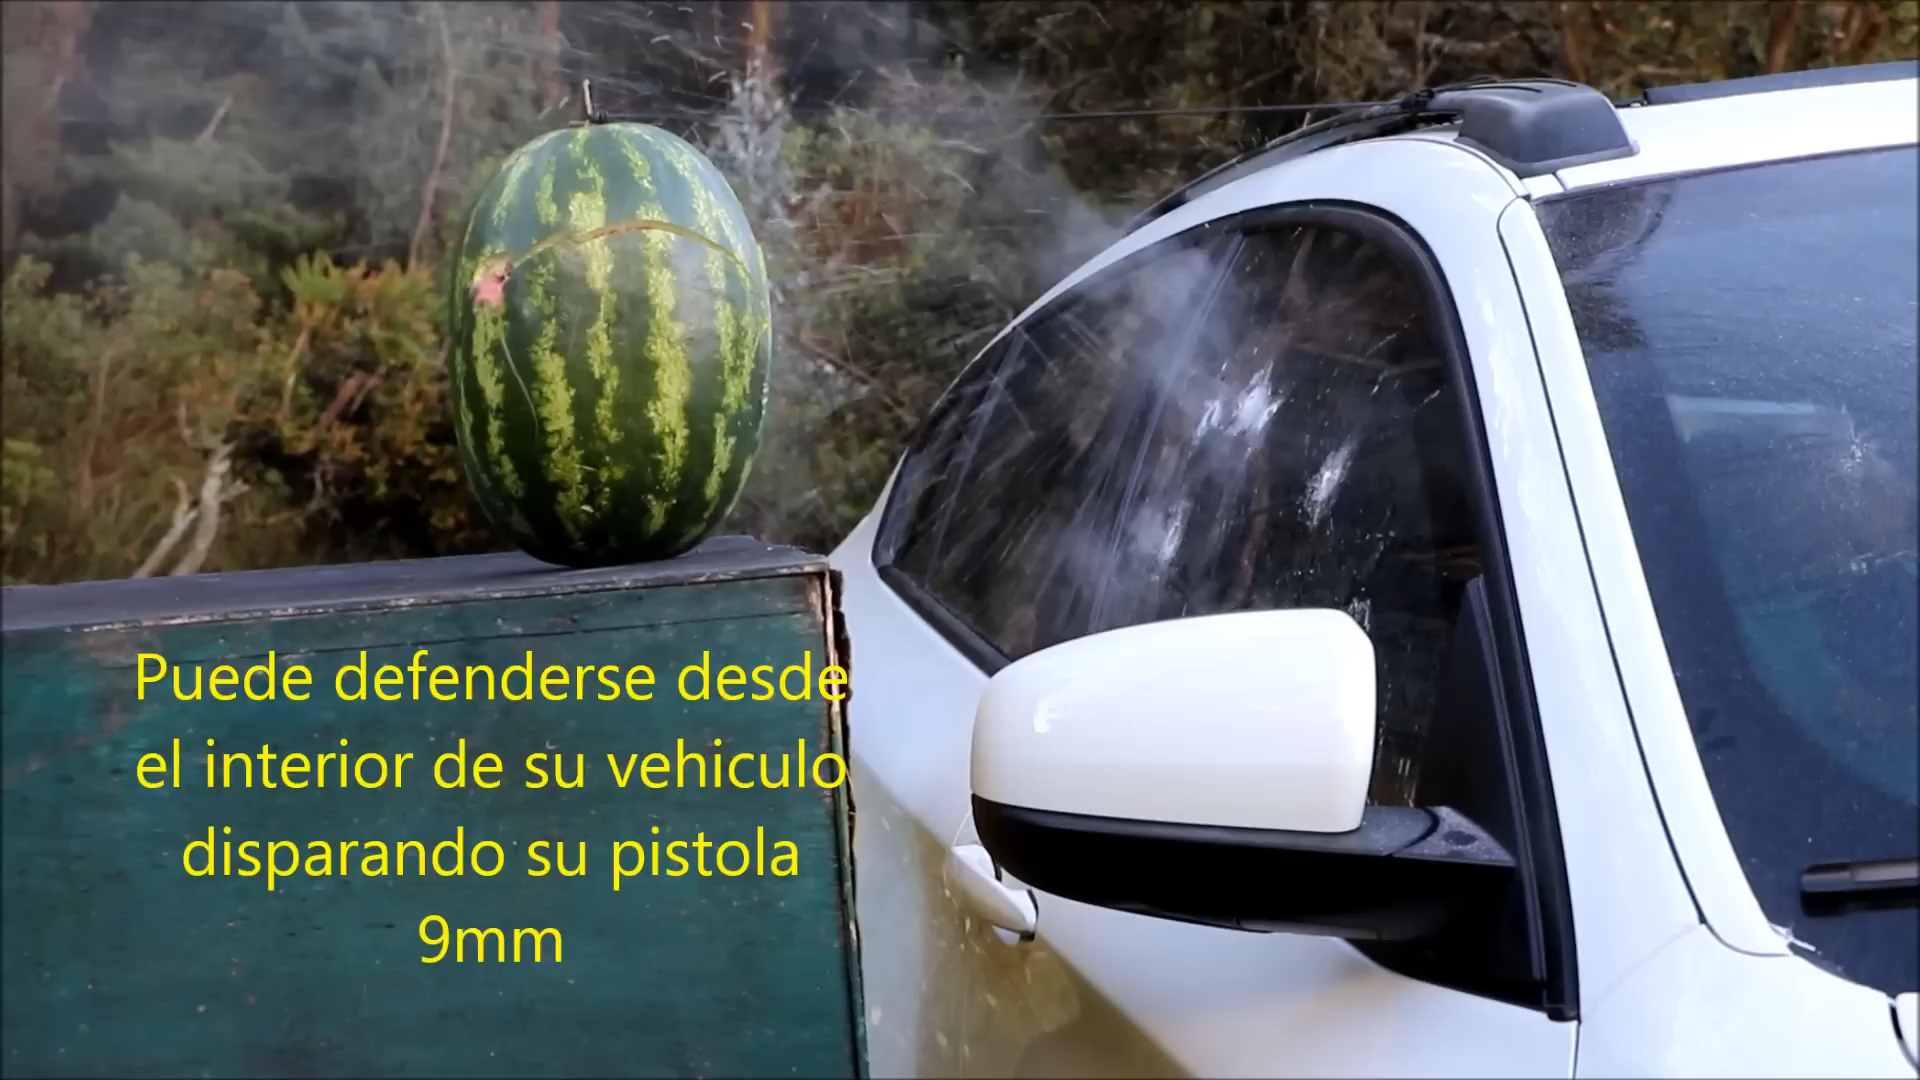 Puede defenderse desde
el interior de su vehiculo
disparando su pistola
9mm